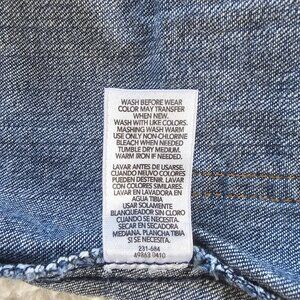 WASH BEFORE WEAR
COLOR MAY TRANSFER
WHEN NEW.
WASH WITH LIKE COLORS.
MASHING WASH WARM
USE ONLY NON-CHLORINE
BLEACH WHEN NEEDED
TUMBLE DRY MEDIUM.
WARM IRON IF NEEDED.
LAVAR ANTES DE USARSE.
CUANDO NUEVO COLORES
PUEDEN DESTENIR. LAVAR
CON COLORES SIMILARES.
LAVAR EN LAVADORA EN
AGUA TIBIA
USAR SOLAMENTE
BLANQUEADOR SIN CLORO
CUANDO SE NECESITA.
SECAR EN SECADORA
MEDIANA. PLANCHA TIBIA
SI SE NECESITA.
231-684
49863 0410